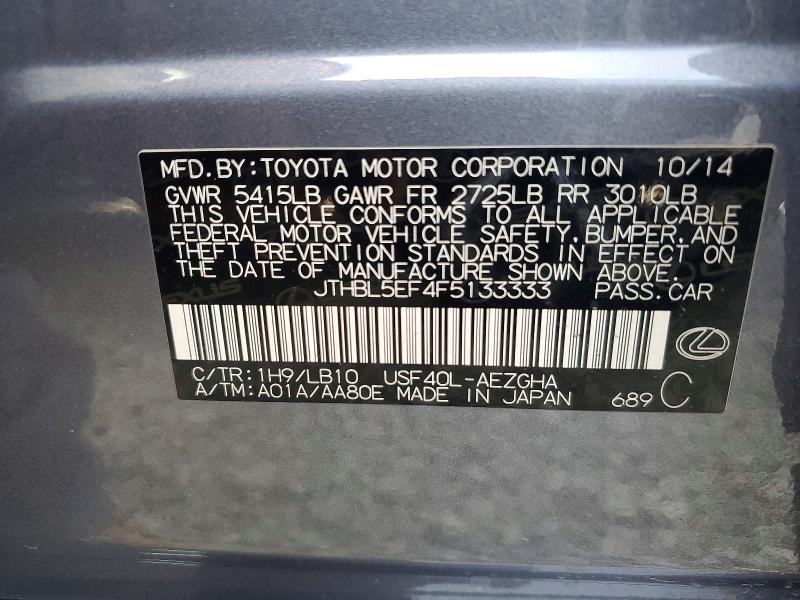 MFD.BY:TOYOTA MOTOR CORPORATION 10/14
GVWR 5415LB GAWR FR 2725LB RR 3010LB
THIS VEHICLE CONFORMS TO ALL APPLICABLE
FEDERAL MOTOR VEHICLE SAFETY,BUMPER,AND
THEFT PREVENTION STANDARDS IN EFFECT ON
THE DATE OF MANUFACTURE SHOWN ABOVE.
JTHBL5EF4F5133333 PASS.CAR
C/TR:1H9/LB10 USF40L-AEZGHA
A/TM:A01A/AA80E MADE IN JAPAN 689 C